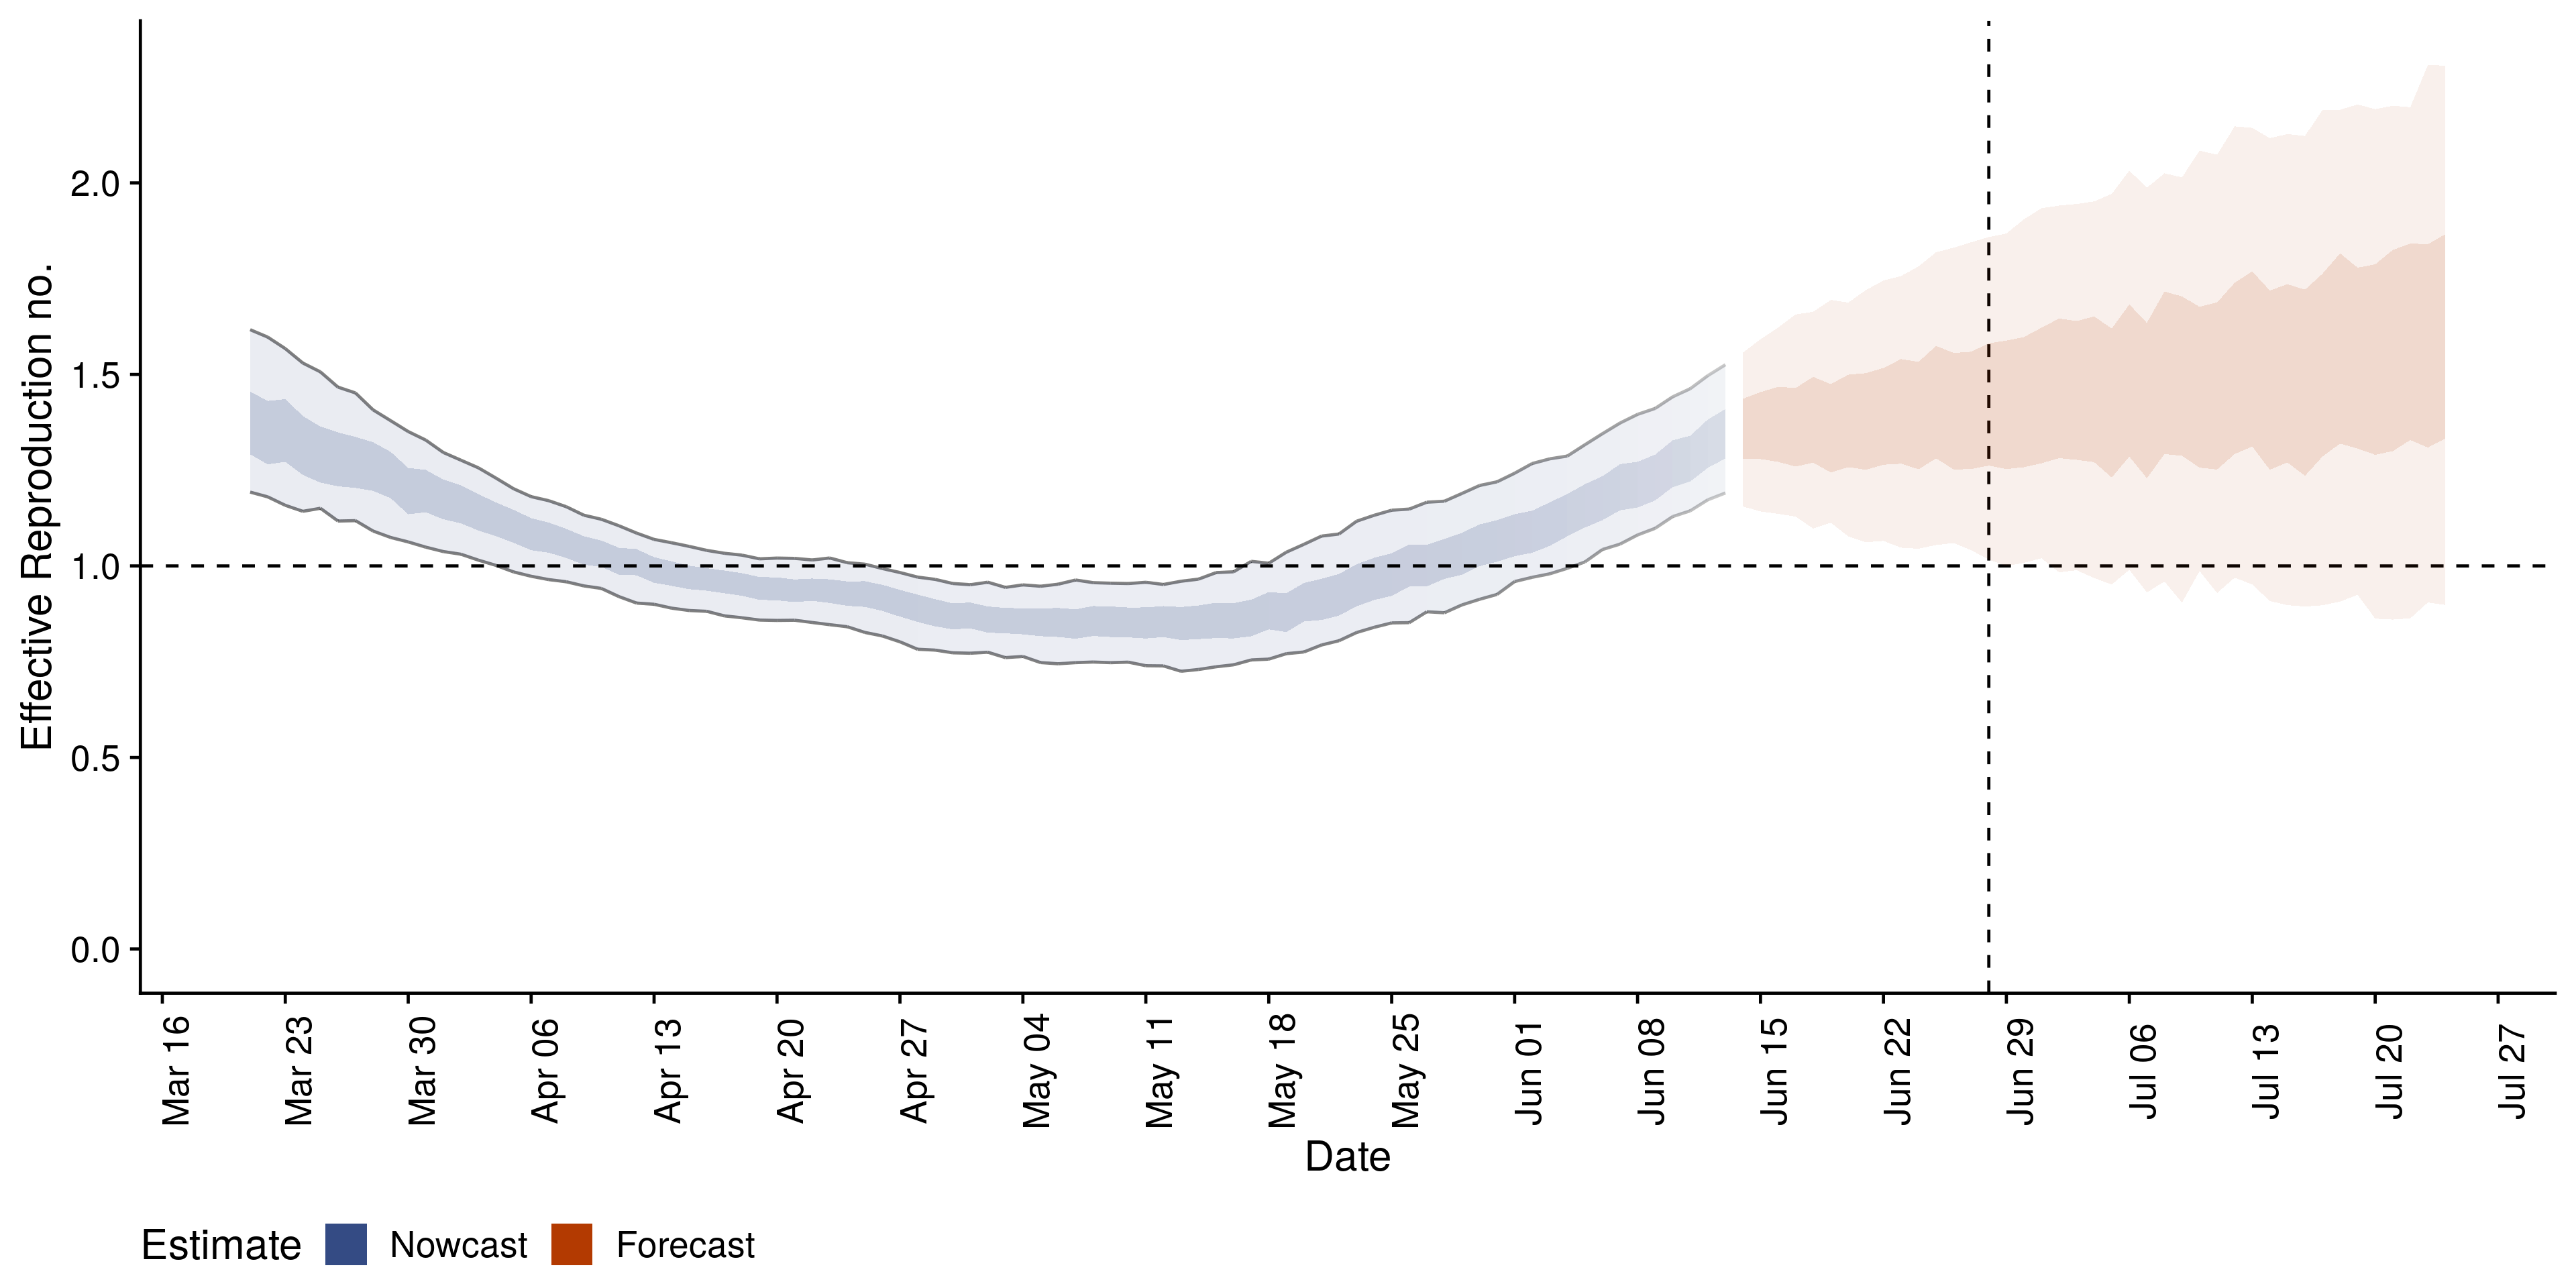 Effective Reproduction no.
2.0
1.5
1.0
0.5
0.0
Mar 16
Mar 23
Mar 30
Apr 06
Apr 13
Apr 20
Apr 27
May 04
May 11
May 18
May 25
Jun 01
Jun 08
Jun 15
Jun 22
Jun 29
Jul 06
Jul 13
Jul 20
Jul 27
Date
Estimate Nowcast Forecast